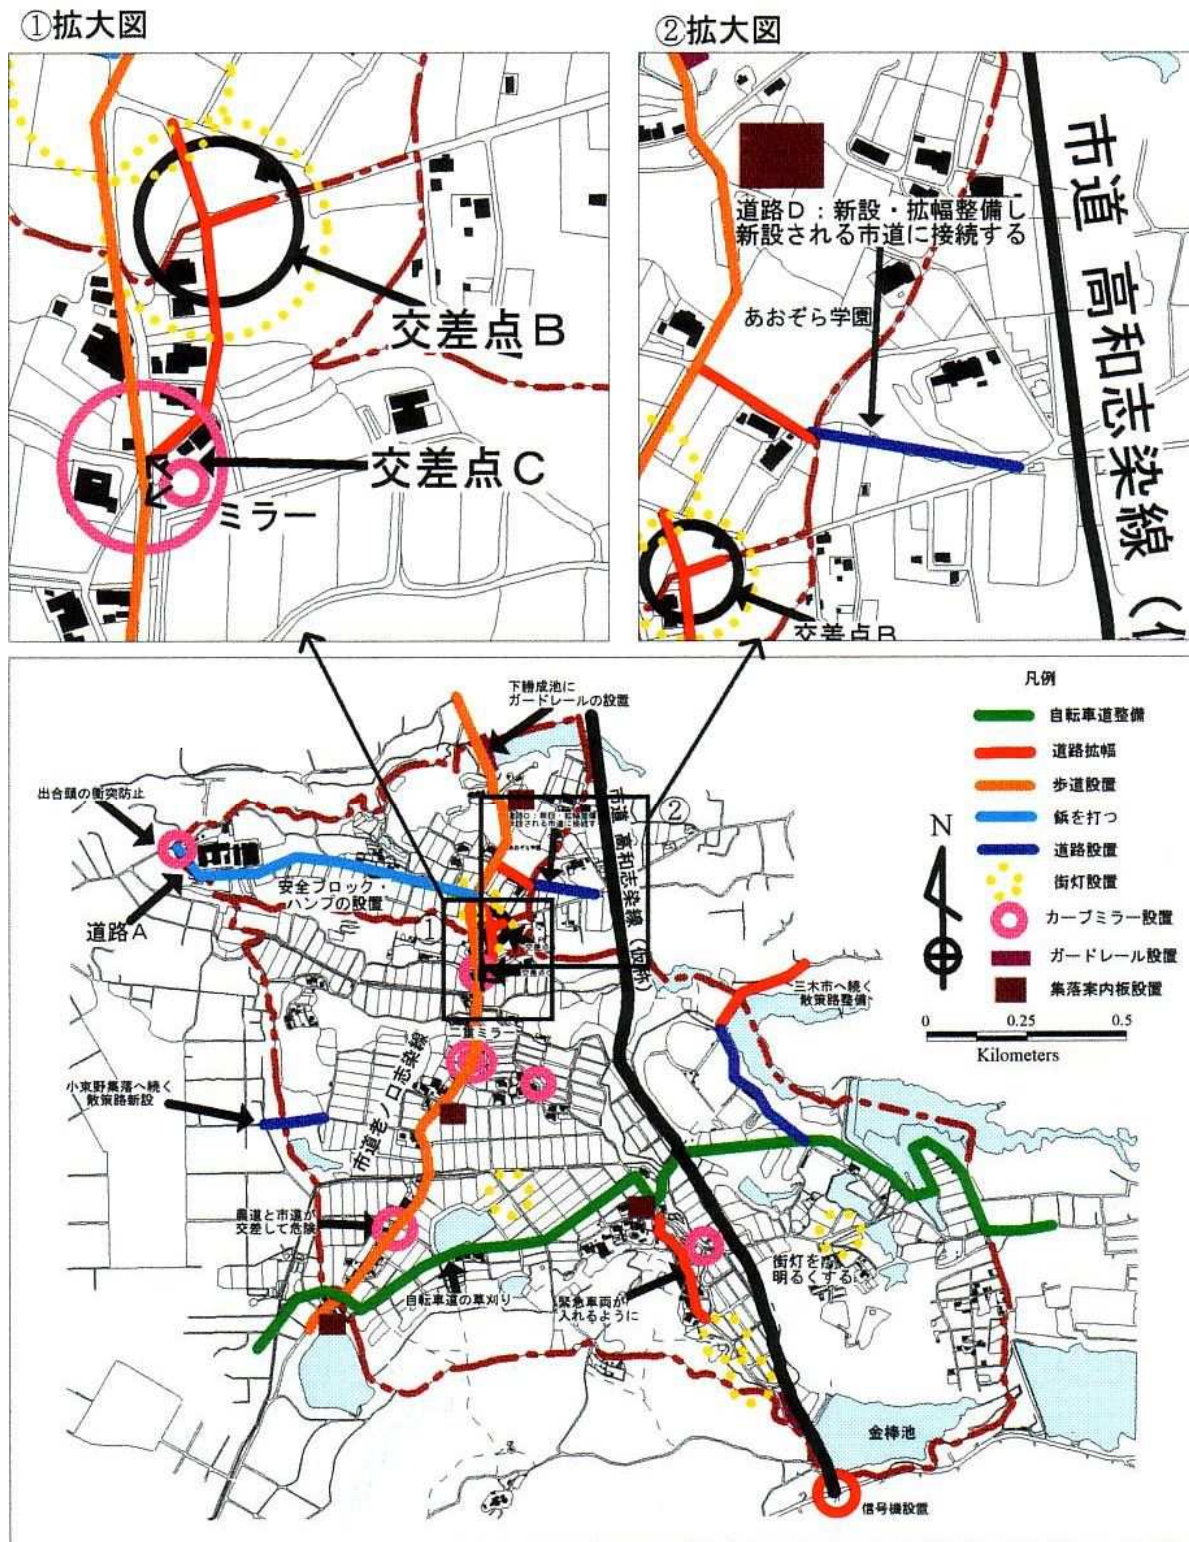 ①拡大図
交差点B
交差点C
ミラー
②拡大図
市道 高和志染線（
道路D：新設・拡幅整備し
新設される市道に接続する
あおぞら学園
交差点B
下勝成池に
ガードレールの設置
出合頭の衝突防止
安全ブロック・
ハンプの設置
道路A
①
②
市道 高和志染線（仮称
二集ミラー
三木市へ続く
散策路整備
小東野集落へ続く
散策路新設
市道老ノ口志染線
農道と市道が
交差して危険
自転車道の草刈り
緊急車両が
入れるように
街灯を
明るくする
金棒池
信号機設置
凡例
自転車道整備
道路拡幅
歩道設置
鋲を打つ
道路設置
街灯設置
カーブミラー設置
ガードレール設置
集落案内板設置
N
0 0.25 0.5
Kilometers